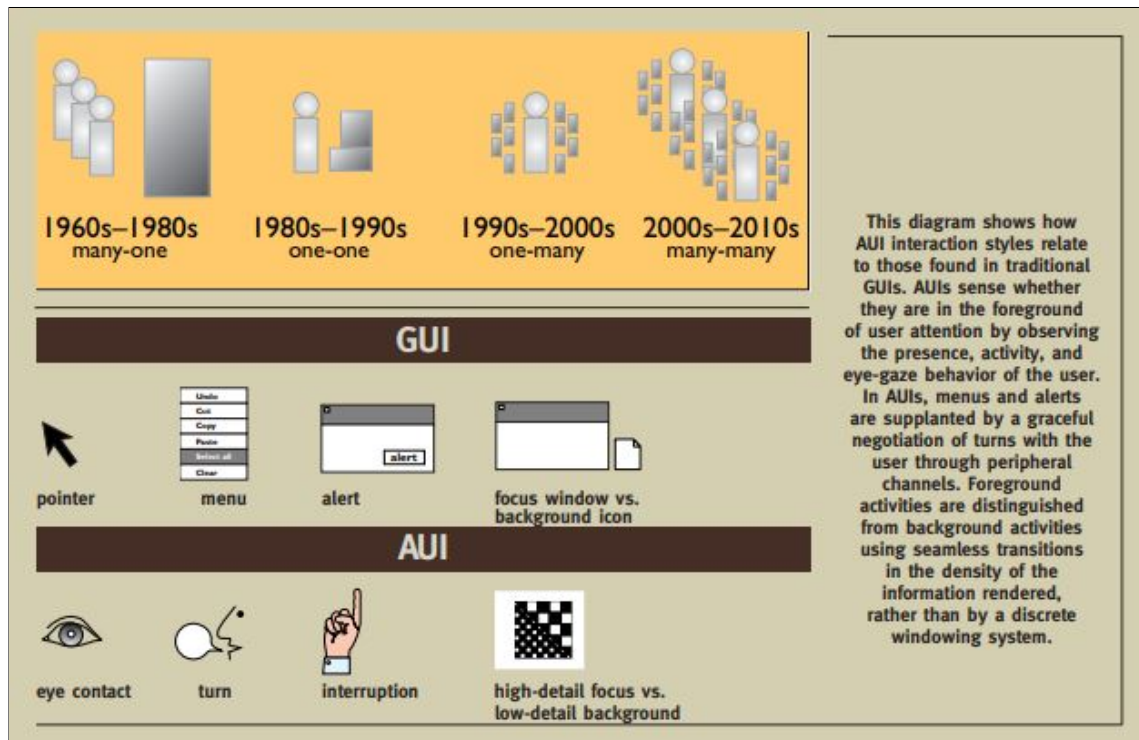 1960s–1980s
many-one
1980s–1990s
one-one
1990s–2000s
one-many
2000s–2010s
many-many
GUI
Undo
Cut
Copy
Paste
Select all
Clear
alert
pointer
menu
alert
focus window vs.
background icon
AUI
eye contact
turn
interruption
high-detail focus vs.
low-detail background
This diagram shows how
AUI interaction styles relate
to those found in traditional
GUIs. AUIs sense whether
they are in the foreground
of user attention by observing
the presence, activity, and
eye-gaze behavior of the user.
In AUIs, menus and alerts
are supplanted by a graceful
negotiation of turns with the
user through peripheral
channels. Foreground
activities are distinguished
from background activities
using seamless transitions
in the density of the
information rendered,
rather than by a discrete
windowing system.